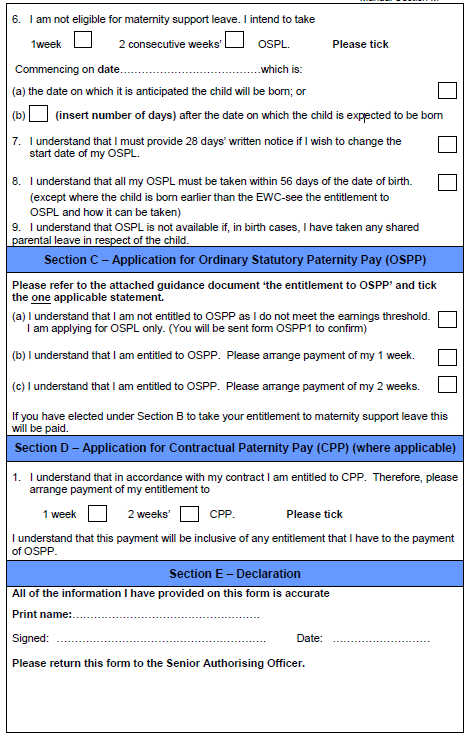 6. I am not eligible for maternity support leave. I intend to take
1week 2 consecutive weeks' OSPL. Please tick
Commencing on date……………………………….which is:
(a) the date on which it is anticipated the child will be born; or
(b) (insert number of days) after the date on which the child is expected to be born
7. I understand that I must provide 28 days' written notice if I wish to change the
start date of my OSPL.
8. I understand that all my OSPL must be taken within 56 days of the date of birth.
(except where the child is born earlier than the EWC-see the entitlement to
OSPL and how it can be taken)
9. I understand that OSPL is not available if, in birth cases, I have taken any shared
parental leave in respect of the child.
Section C – Application for Ordinary Statutory Paternity Pay (OSPP)
Please refer to the attached guidance document 'the entitlement to OSPP' and tick
the one applicable statement.
(a) I understand that I am not entitled to OSPP as I do not meet the earnings threshold.
I am applying for OSPL only. (You will be sent form OSPP1 to confirm)
(b) I understand that I am entitled to OSPP. Please arrange payment of my 1 week.
(c) I understand that I am entitled to OSPP. Please arrange payment of my 2 weeks.
If you have elected under Section B to take your entitlement to maternity support leave this
will be paid.
Section D – Application for Contractual Paternity Pay (CPP) (where applicable)
1. I understand that in accordance with my contract I am entitled to CPP. Therefore, please
arrange payment of my entitlement to
1 week 2 weeks' CPP. Please tick
I understand that this payment will be inclusive of any entitlement that I have to the payment
of OSPP.
Section E – Declaration
All of the information I have provided on this form is accurate
Print name:……………………………………………….
Signed: ………………………………………………. Date: ……………………….
Please return this form to the Senior Authorising Officer.